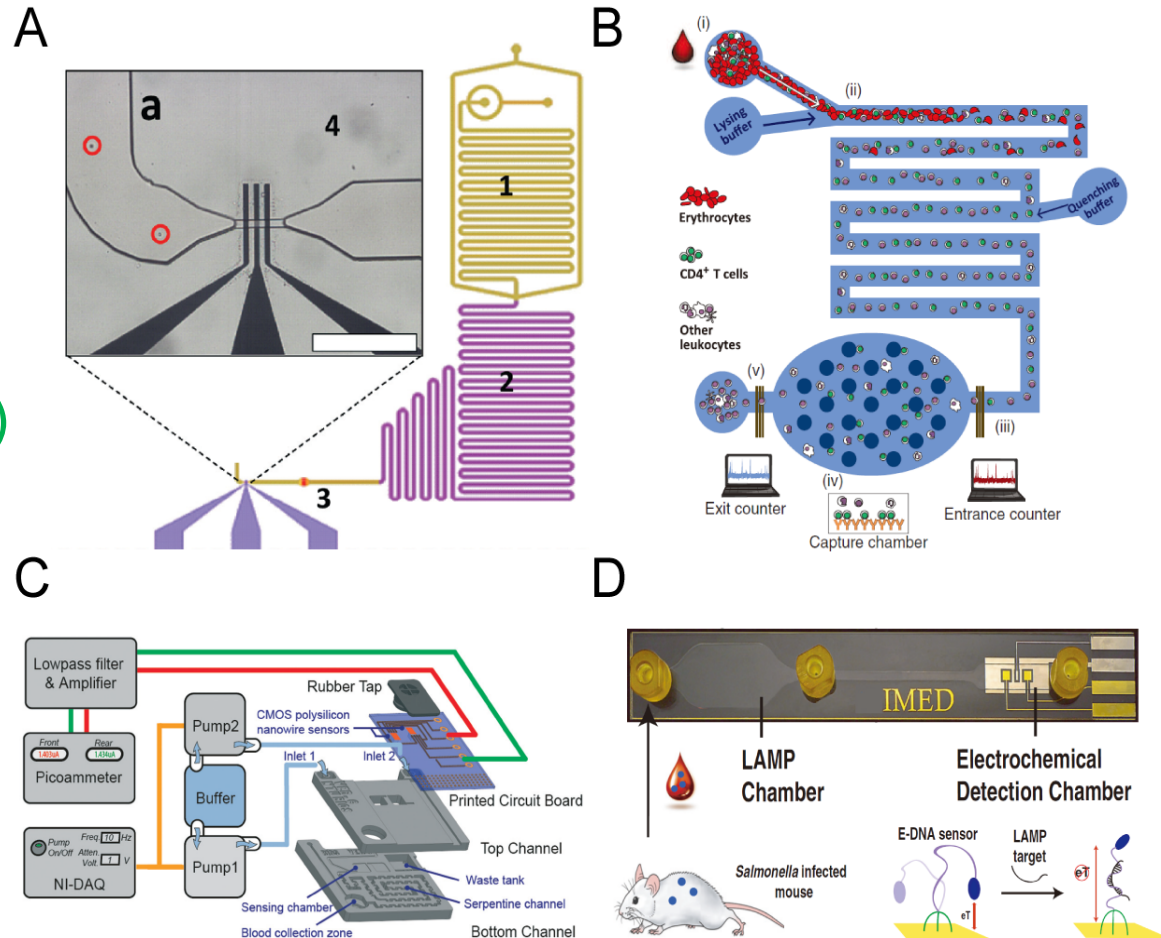 A
a
4
1
2
3
B
(i)
(ii)
Lysing
buffer
Quenching
buffer
Erythrocytes
CD4⁺ T cells
Other
leukocytes
(v)
(iii)
(iv)
Exit counter
Entrance counter
Capture chamber
C
Lowpass filter
& Amplifier
Rubber Tap
CMOS polysilicon
nanowire sensors
Pump2
Inlet 1
Inlet 2
Front
Rear
1.403uA
1.434uA
Picoammeter
Buffer
Printed Circuit Board
Top Channel
Pump
On/Off
Freq. 10 Hz
Atten.
Volt. 1 V
NI-DAQ
Pump1
Waste tank
Sensing chamber
Serpentine channel
Blood collection zone
Bottom Channel
D
IMED
LAMP
Chamber
Electrochemical
Detection Chamber
E-DNA sensor
LAMP
target
Salmonella infected
mouse
eT
eT